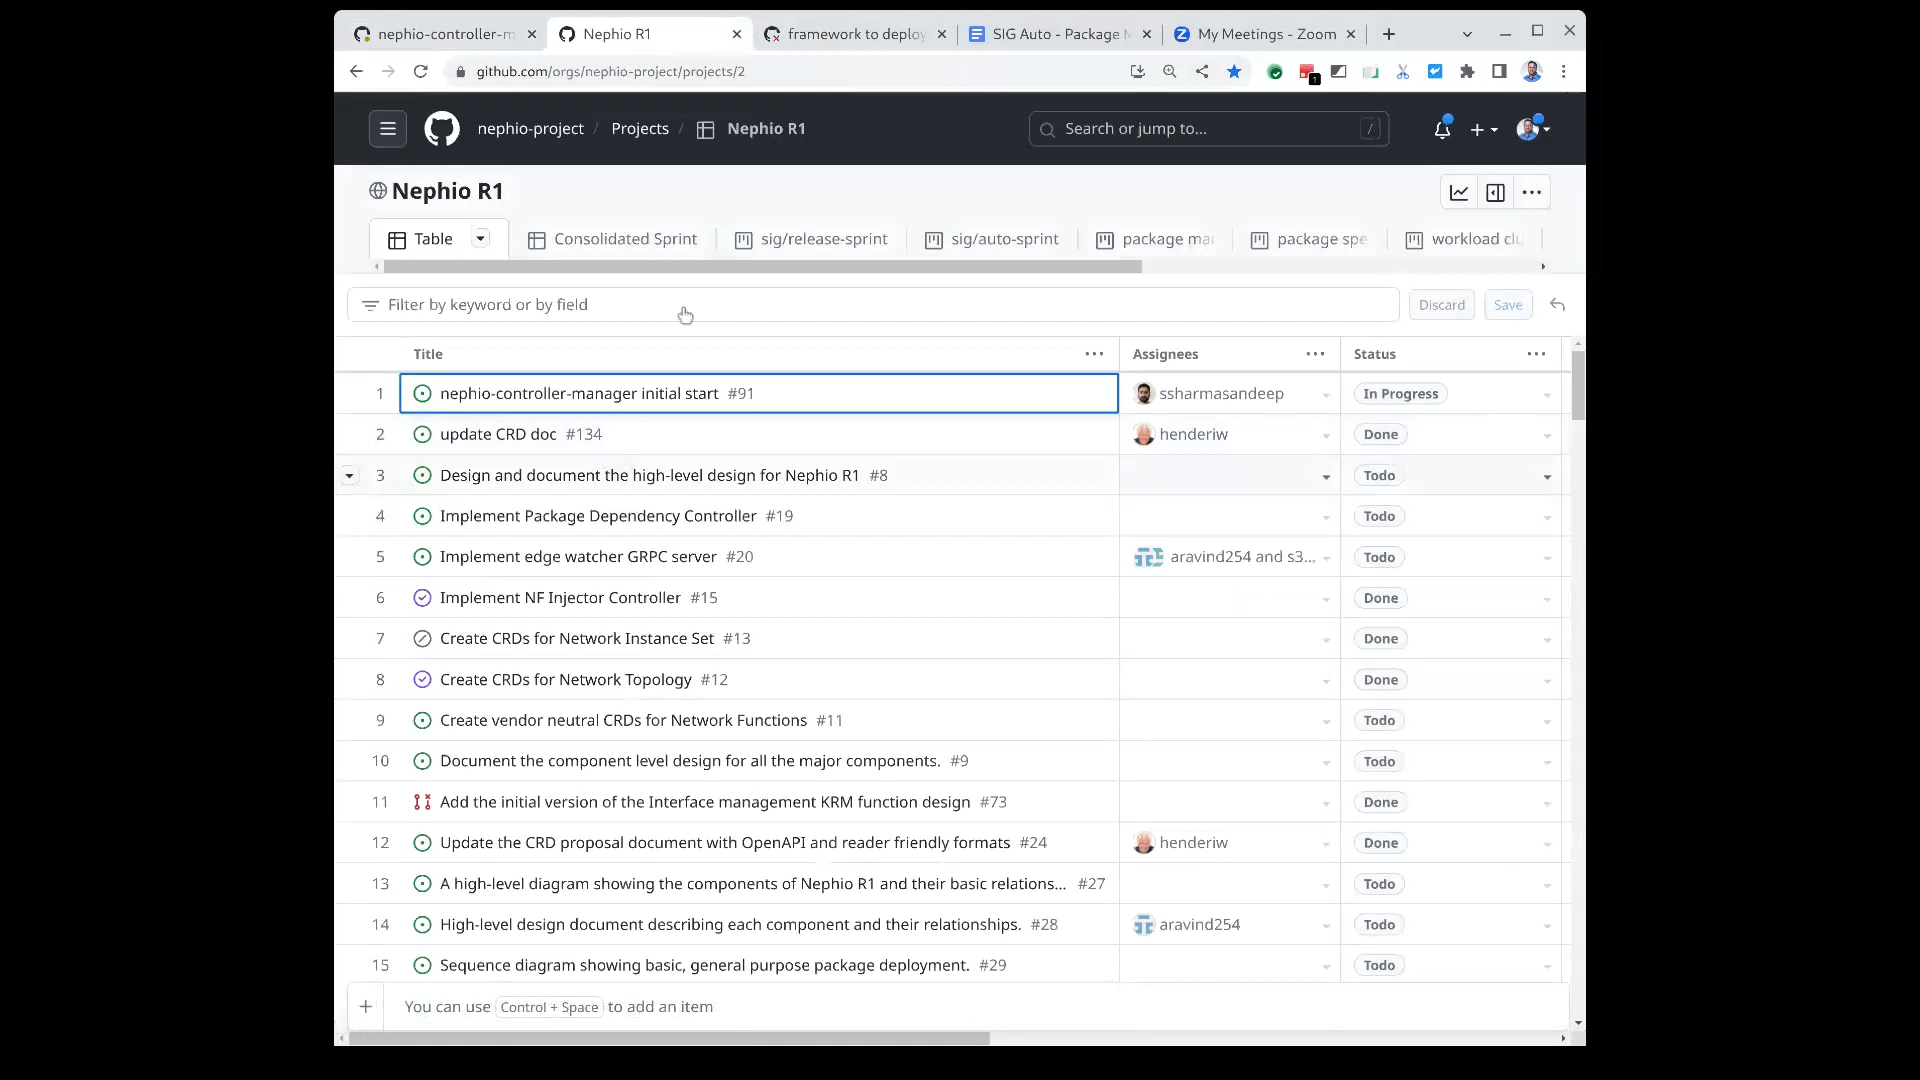 nephio-controller-m
Nephio R1
framework to deploy
SIG Auto - Package M
My Meetings - Zoom
github.com/orgs/nephio-project/projects/2
1
nephio-project / Projects / Nephio R1
Search or jump to...
/
Nephio R1
Table
Consolidated Sprint
sig/release-sprint
sig/auto-sprint
package ma
package spe
workload clu
Filter by keyword or by field
Discard
Save
Title
Assignees
Status
1 nephio-controller-manager initial start #91 ssharmasandeep In Progress
2 update CRD doc #134 henderiw Done
3 Design and document the high-level design for Nephio R1 #8 Todo
4 Implement Package Dependency Controller #19 Todo
5 Implement edge watcher GRPC server #20 aravind254 and s3... Todo
6 Implement NF Injector Controller #15 Done
7 Create CRDs for Network Instance Set #13 Done
8 Create CRDs for Network Topology #12 Done
9 Create vendor neutral CRDs for Network Functions #11 Todo
10 Document the component level design for all the major components. #9 Todo
11 Add the initial version of the Interface management KRM function design #73 Done
12 Update the CRD proposal document with OpenAPI and reader friendly formats #24 henderiw Done
13 A high-level diagram showing the components of Nephio R1 and their basic relations... #27 Todo
14 High-level design document describing each component and their relationships. #28 aravind254 Todo
15 Sequence diagram showing basic, general purpose package deployment. #29 Todo
You can use Control + Space to add an item